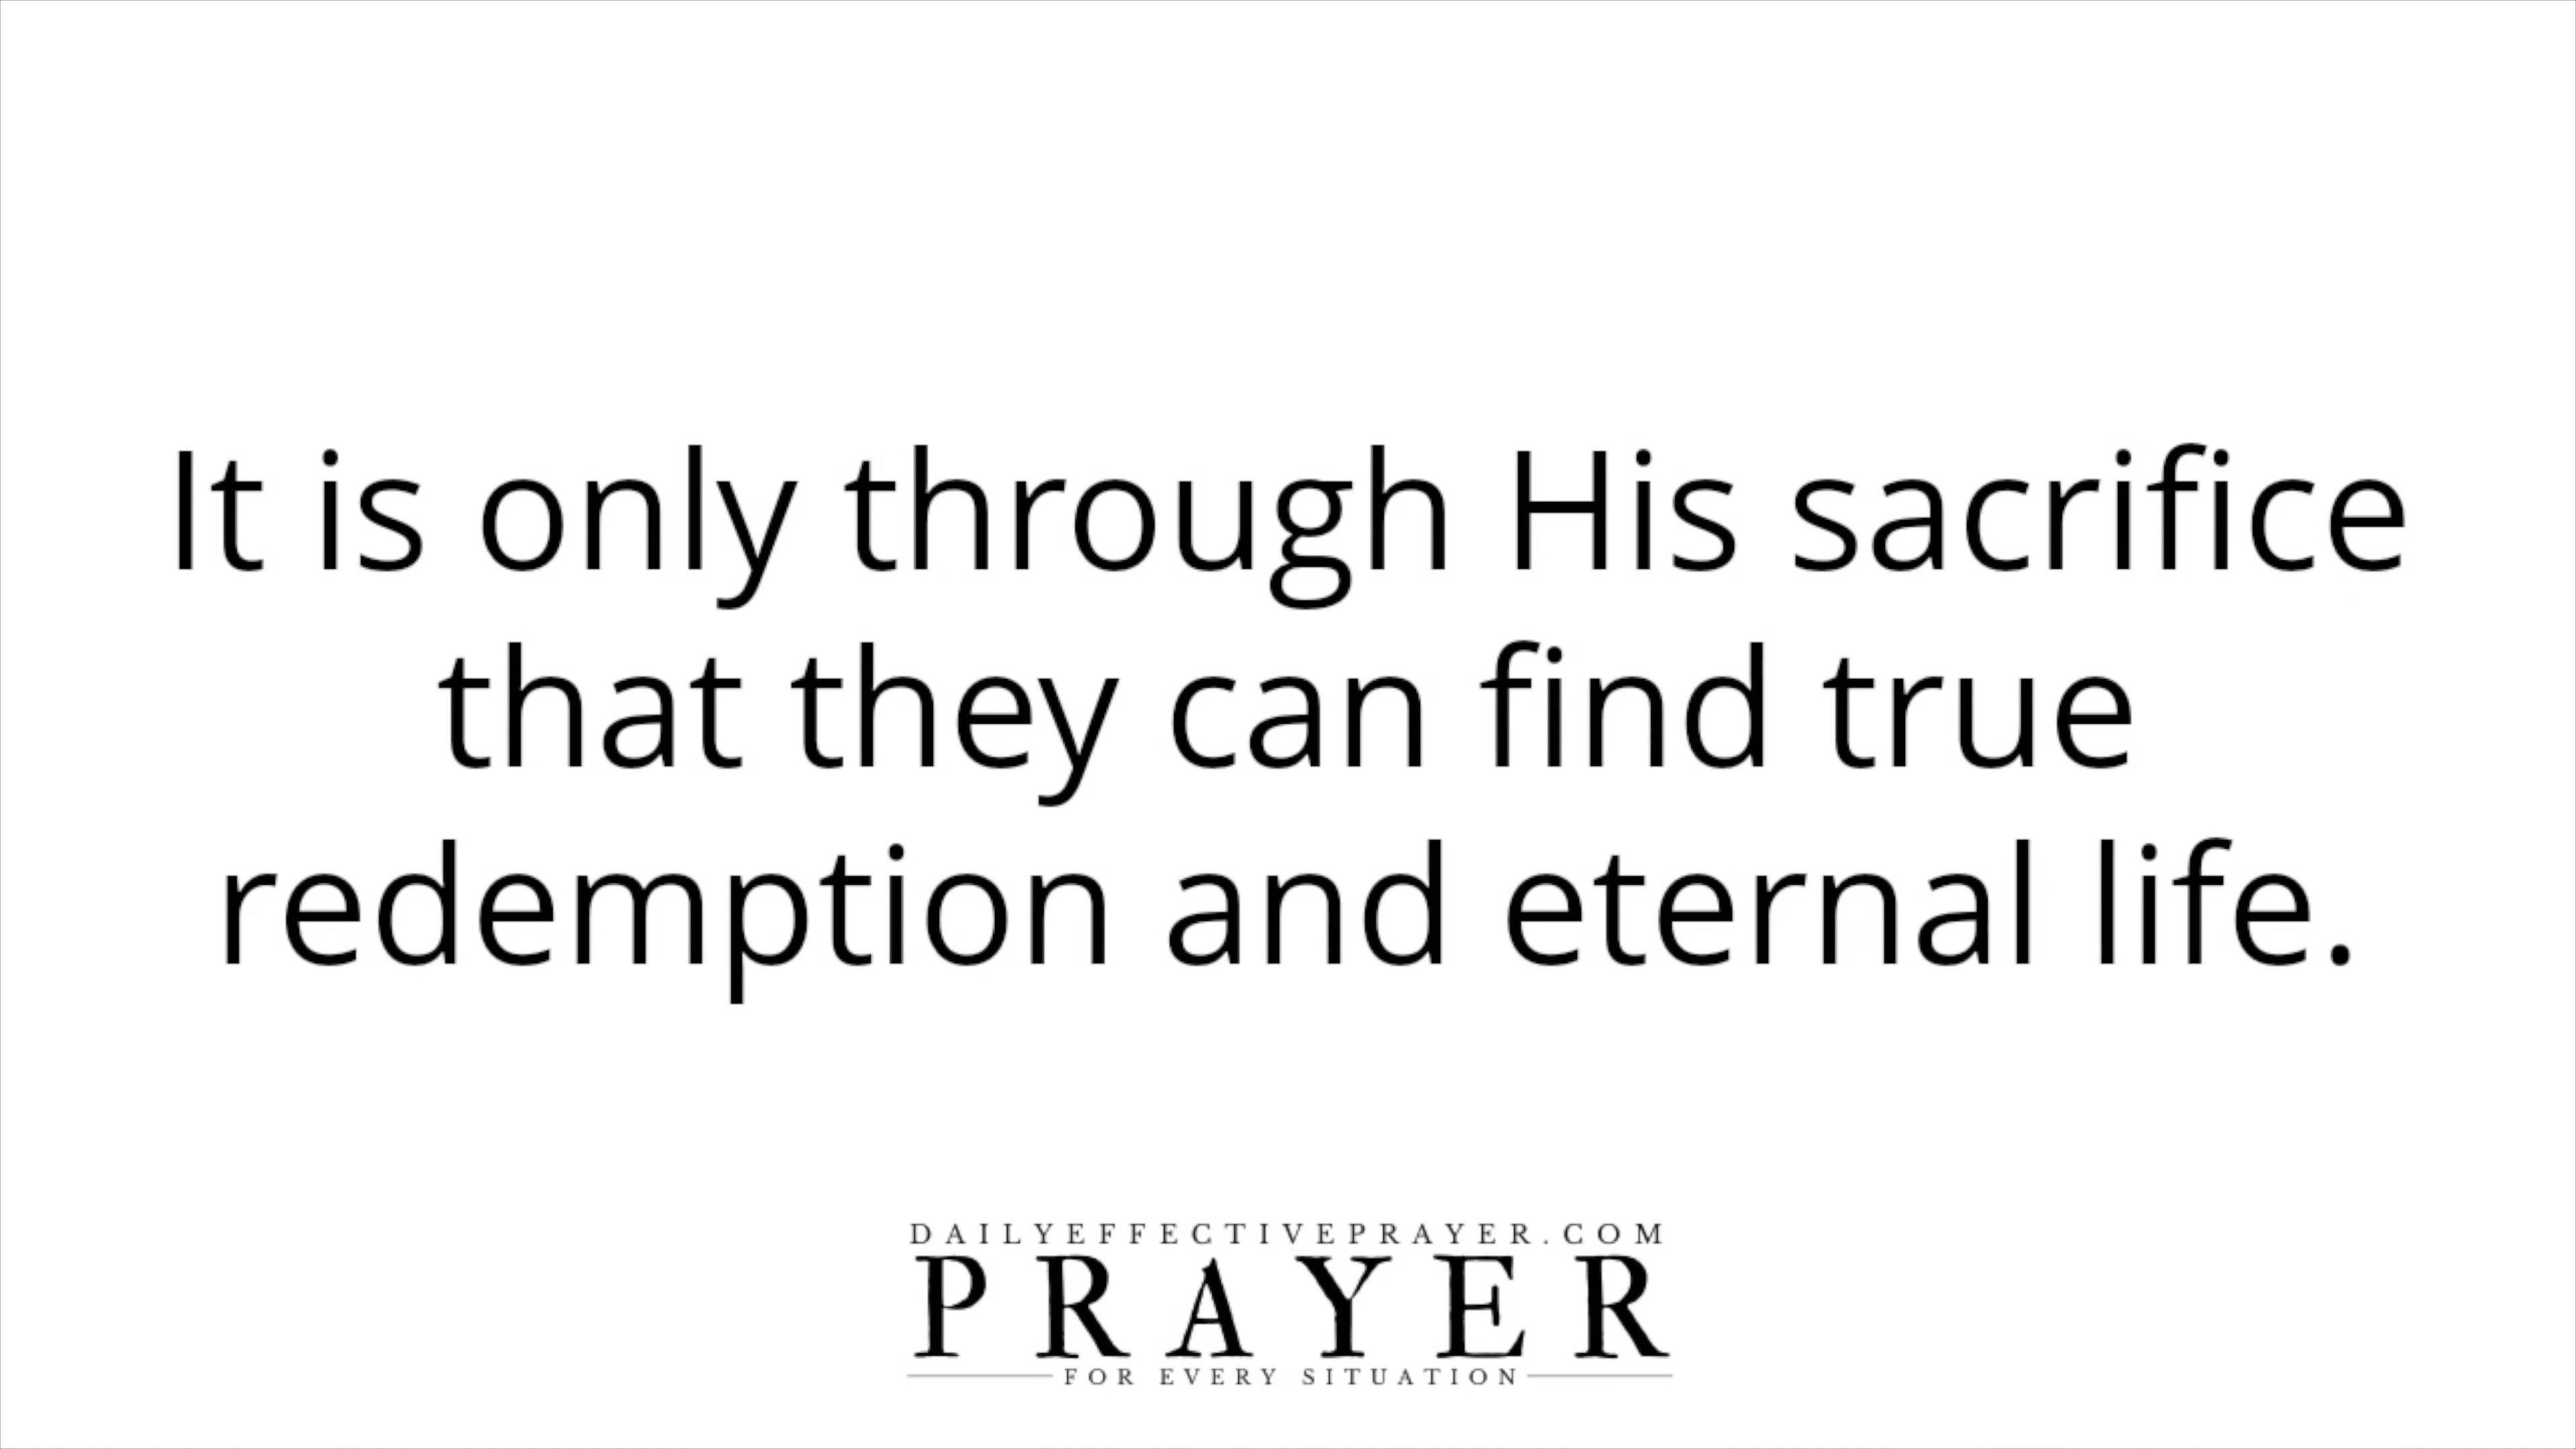 It is only through His sacrifice
that they can find true
redemption and eternal life.
DAILYEFFECTIVEPRAYER.COM
PRAYER
FOR EVERY SITUATION